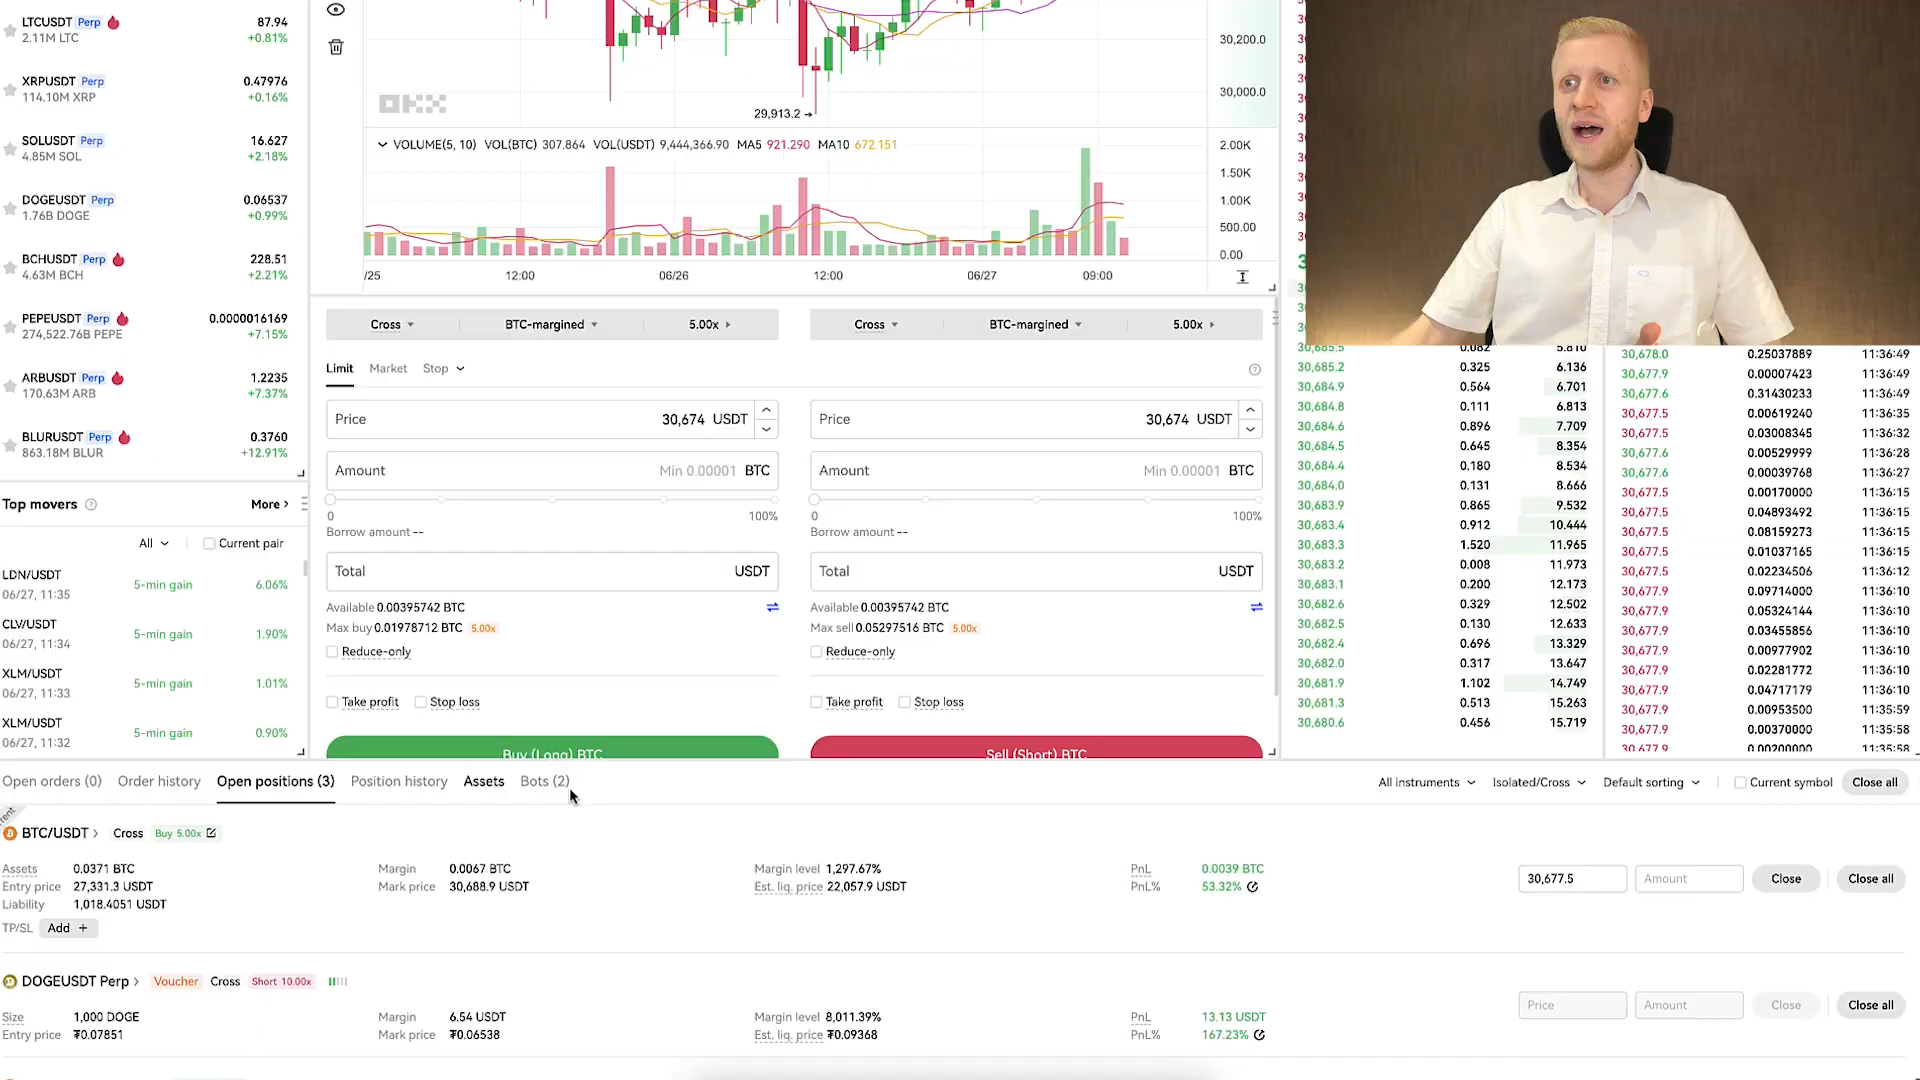 LTCUSDT Perp 87.94
2.11M LTC +0.81%
XRPUSDT Perp 0.47976
114.10M XRP +0.16%
SOLUSDT Perp 16.627
4.85M SOL +2.18%
DOGEUSDT Perp 0.06537
1.76B DOGE +0.99%
BCHUSDT Perp 228.51
4.63M BCH +2.21%
PEPEUSDT Perp 0.0000016169
274,522.76B PEPE +7.15%
ARBUSDT Perp 1.2235
170.63M ARB +7.37%
BLURUSDT Perp 0.3760
863.18M BLUR +12.91%
Top movers More >
All Current pair
LDN/USDT 5-min gain 6.06%
06/27, 11:35
CLV/USDT 5-min gain 1.90%
06/27, 11:34
XLM/USDT 5-min gain 1.01%
06/27, 11:33
XLM/USDT 5-min gain 0.90%
06/27, 11:32
30,200.0
30,000.0
OKX
29,913.2
VOLUME(5, 10) VOL(BTC) 307.864 VOL(USDT) 9,444,366.90 MA5 921.290 MA10 672.151
2.00K
1.50K
1.00K
500.00
0.00
/25 12:00 06/26 12:00 06/27 09:00
Cross BTC-margined 5.00x
Cross BTC-margined 5.00x
Limit Market Stop
Price 30,674 USDT
Price 30,674 USDT
Amount Min 0.00001 BTC
Amount Min 0.00001 BTC
0 100%
0 100%
Borrow amount --
Borrow amount --
Total USDT
Total USDT
Available 0.00395742 BTC
Available 0.00395742 BTC
Max buy 0.01978712 BTC 5.00x
Max sell 0.05297516 BTC 5.00x
Reduce-only
Reduce-only
Take profit Stop loss
Take profit Stop loss
Buy (Long) BTC
Sell (Short) BTC
30,685.5 0.082 5.810
30,685.2 0.325 6.136
30,684.9 0.564 6.701
30,684.8 0.111 6.813
30,684.6 0.896 7.709
30,684.5 0.645 8.354
30,684.4 0.180 8.534
30,684.0 0.131 8.666
30,683.9 0.865 9.532
30,683.4 0.912 10.444
30,683.3 1.520 11.965
30,683.2 0.008 11.973
30,683.1 0.200 12.173
30,682.6 0.329 12.502
30,682.5 0.130 12.633
30,682.4 0.696 13.329
30,682.0 0.317 13.647
30,681.9 1.102 14.749
30,681.3 0.513 15.263
30,680.6 0.456 15.719
30,678.0 0.25037889 11:36:49
30,677.9 0.00007423 11:36:49
30,677.6 0.31430233 11:36:49
30,677.5 0.00619240 11:36:35
30,677.5 0.03008345 11:36:32
30,677.6 0.00529999 11:36:28
30,677.6 0.00039768 11:36:27
30,677.5 0.00170000 11:36:15
30,677.5 0.04893492 11:36:15
30,677.5 0.08159273 11:36:15
30,677.5 0.01037165 11:36:15
30,677.5 0.02234506 11:36:12
30,677.9 0.09714000 11:36:10
30,677.9 0.05324144 11:36:10
30,677.9 0.03455856 11:36:10
30,677.9 0.00977902 11:36:10
30,677.9 0.02281772 11:36:10
30,677.9 0.04717179 11:36:10
30,677.9 0.00953500 11:35:59
30,677.9 0.00370000 11:35:58
30,677.9 0.00200000 11:35:58
Open orders (0) Order history Open positions (3) Position history Assets Bots (2) All instruments Isolated/Cross Default sorting Current symbol Close all
BTC/USDT > Cross Buy 5.00x
Assets 0.0371 BTC Margin 0.0067 BTC Margin level 1,297.67% PnL 0.0039 BTC
Entry price 27,331.3 USDT Mark price 30,688.9 USDT Est. liq. price 22,057.9 USDT PnL% 53.32%
30,677.5 Amount Close Close all
Liability 1,018.4051 USDT
TP/SL Add +
DOGEUSDT Perp > Voucher Cross Short 10.00x
Size 1,000 DOGE Margin 6.54 USDT Margin level 8,011.39% PnL 13.13 USDT
Price Amount Close Close all
Entry price ₮0.07851 Mark price ₮0.06538 Est. liq. price ₮0.09368 PnL% 167.23%